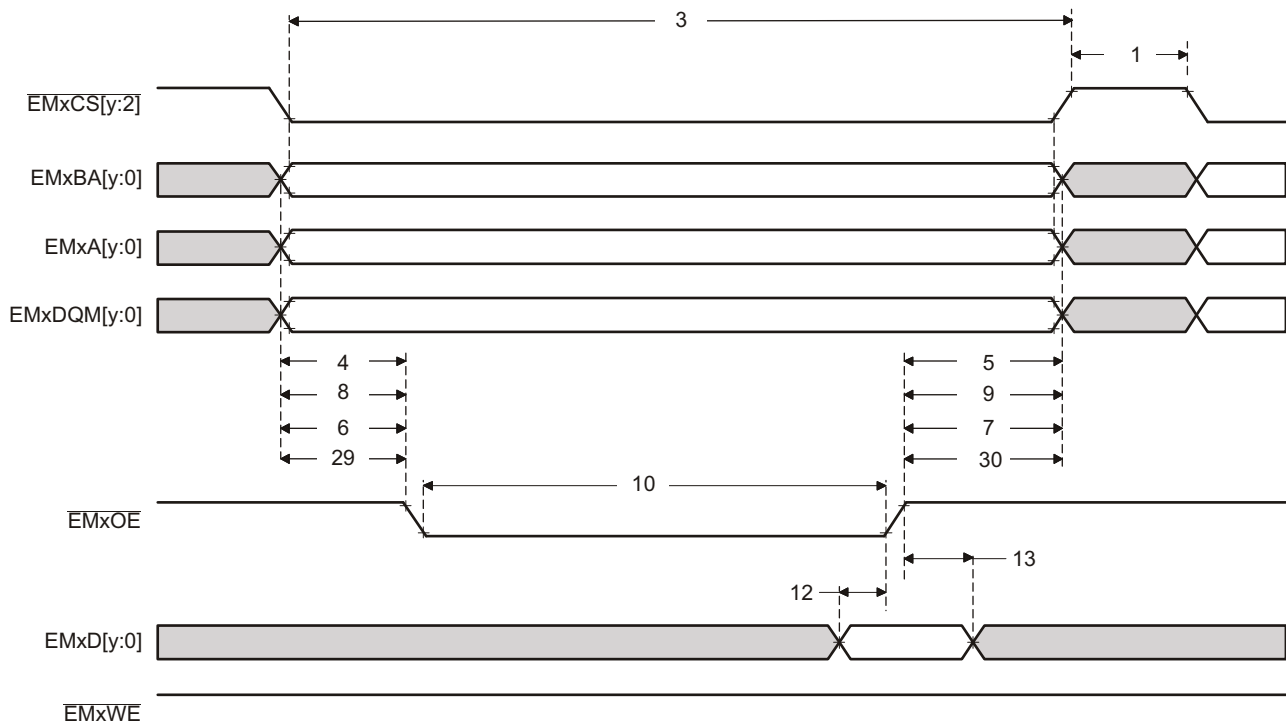 3
1
EMxCS[y:2]
EMxBA[y:0]
EMxA[y:0]
EMxDQM[y:0]
4 5
8 9
6 7
29 30
10
EMxOE
13
12
EMxD[y:0]
EMxWE